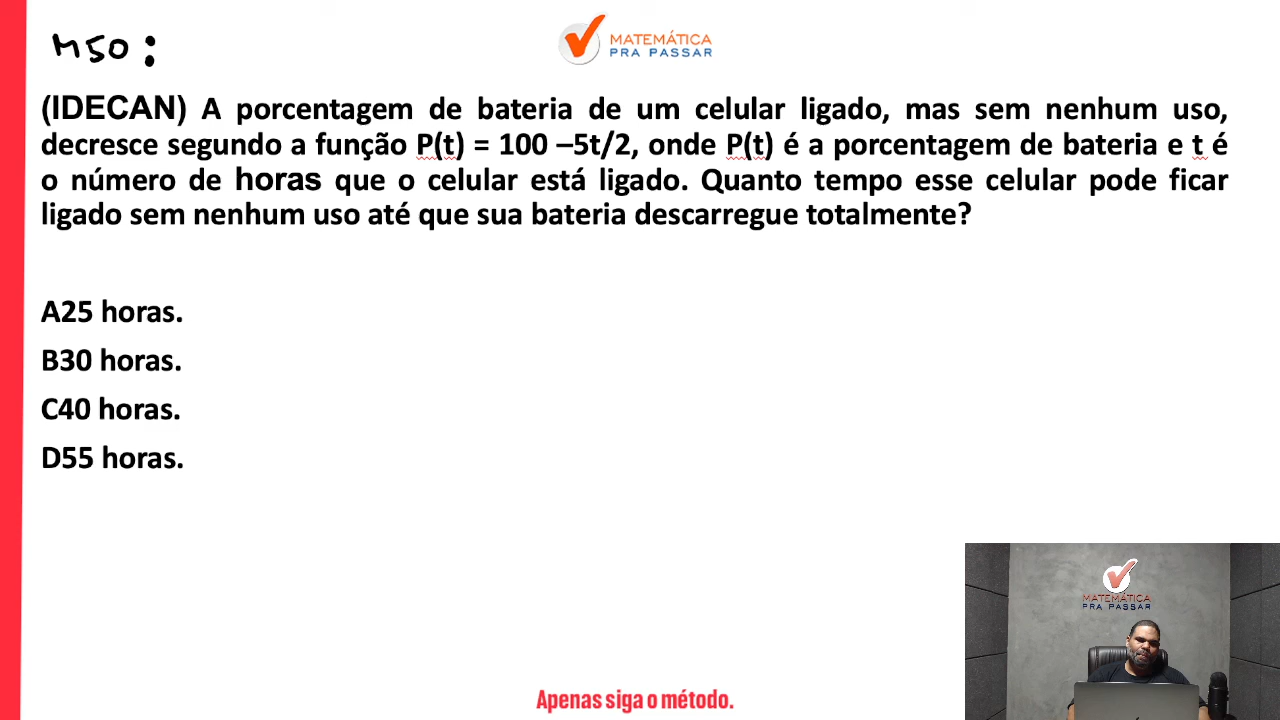 M50:
MATEMÁTICA
PRA PASSAR
(IDECAN) A porcentagem de bateria de um celular ligado, mas sem nenhum uso,
decresce segundo a função P(t) = 100 –5t/2, onde P(t) é a porcentagem de bateria e t é
o número de horas que o celular está ligado. Quanto tempo esse celular pode ficar
ligado sem nenhum uso até que sua bateria descarregue totalmente?
A25 horas.
B30 horas.
C40 horas.
D55 horas.
MATEMÁTICA
PRA PASSAR
Apenas siga o método.